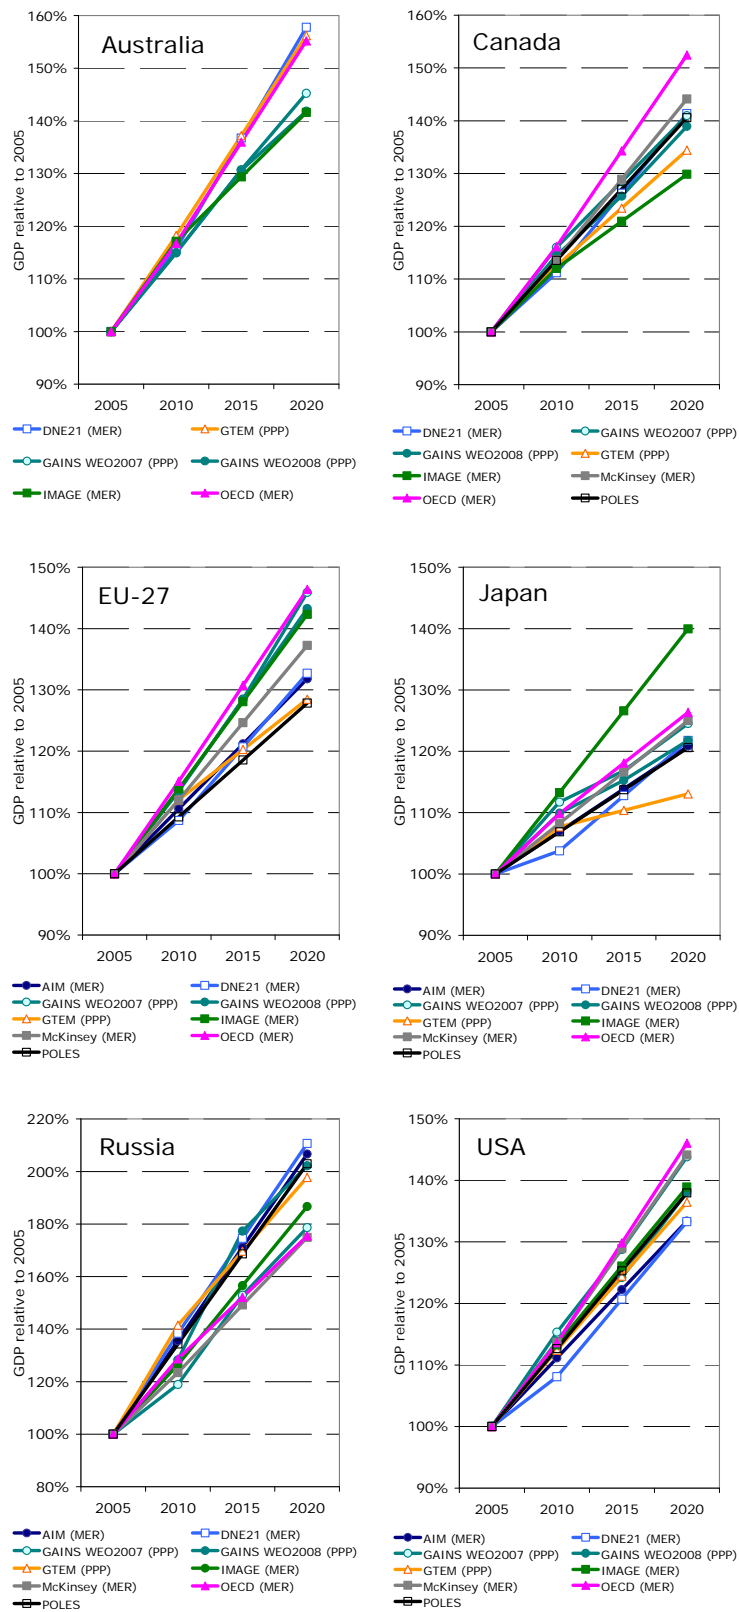 Australia
GDP relative to 2005
160%
150%
140%
130%
120%
110%
100%
90%
2005 2010 2015 2020
DNE21 (MER) GTEM (PPP)
GAINS WEO2007 (PPP) GAINS WEO2008 (PPP)
IMAGE (MER) OECD (MER)
Canada
GDP relative to 2005
160%
150%
140%
130%
120%
110%
100%
90%
2005 2010 2015 2020
DNE21 (MER) GAINS WEO2007 (PPP)
GAINS WEO2008 (PPP) GTEM (PPP)
IMAGE (MER) McKinsey (MER)
OECD (MER) POLES
EU-27
GDP relative to 2005
150%
140%
130%
120%
110%
100%
90%
2005 2010 2015 2020
AIM (MER) DNE21 (MER)
GAINS WEO2007 (PPP) GAINS WEO2008 (PPP)
GTEM (PPP) IMAGE (MER)
McKinsey (MER) OECD (MER)
POLES
Japan
GDP relative to 2005
150%
140%
130%
120%
110%
100%
90%
2005 2010 2015 2020
AIM (MER) DNE21 (MER)
GAINS WEO2007 (PPP) GAINS WEO2008 (PPP)
GTEM (PPP) IMAGE (MER)
McKinsey (MER) OECD (MER)
POLES
Russia
GDP relative to 2005
220%
200%
180%
160%
140%
120%
100%
80%
2005 2010 2015 2020
AIM (MER) DNE21 (MER)
GAINS WEO2007 (PPP) GAINS WEO2008 (PPP)
GTEM (PPP) IMAGE (MER)
McKinsey (MER) OECD (MER)
POLES
USA
GDP relative to 2005
150%
140%
130%
120%
110%
100%
90%
2005 2010 2015 2020
AIM (MER) DNE21 (MER)
GAINS WEO2007 (PPP) GAINS WEO2008 (PPP)
GTEM (PPP) IMAGE (MER)
McKinsey (MER) OECD (MER)
POLES